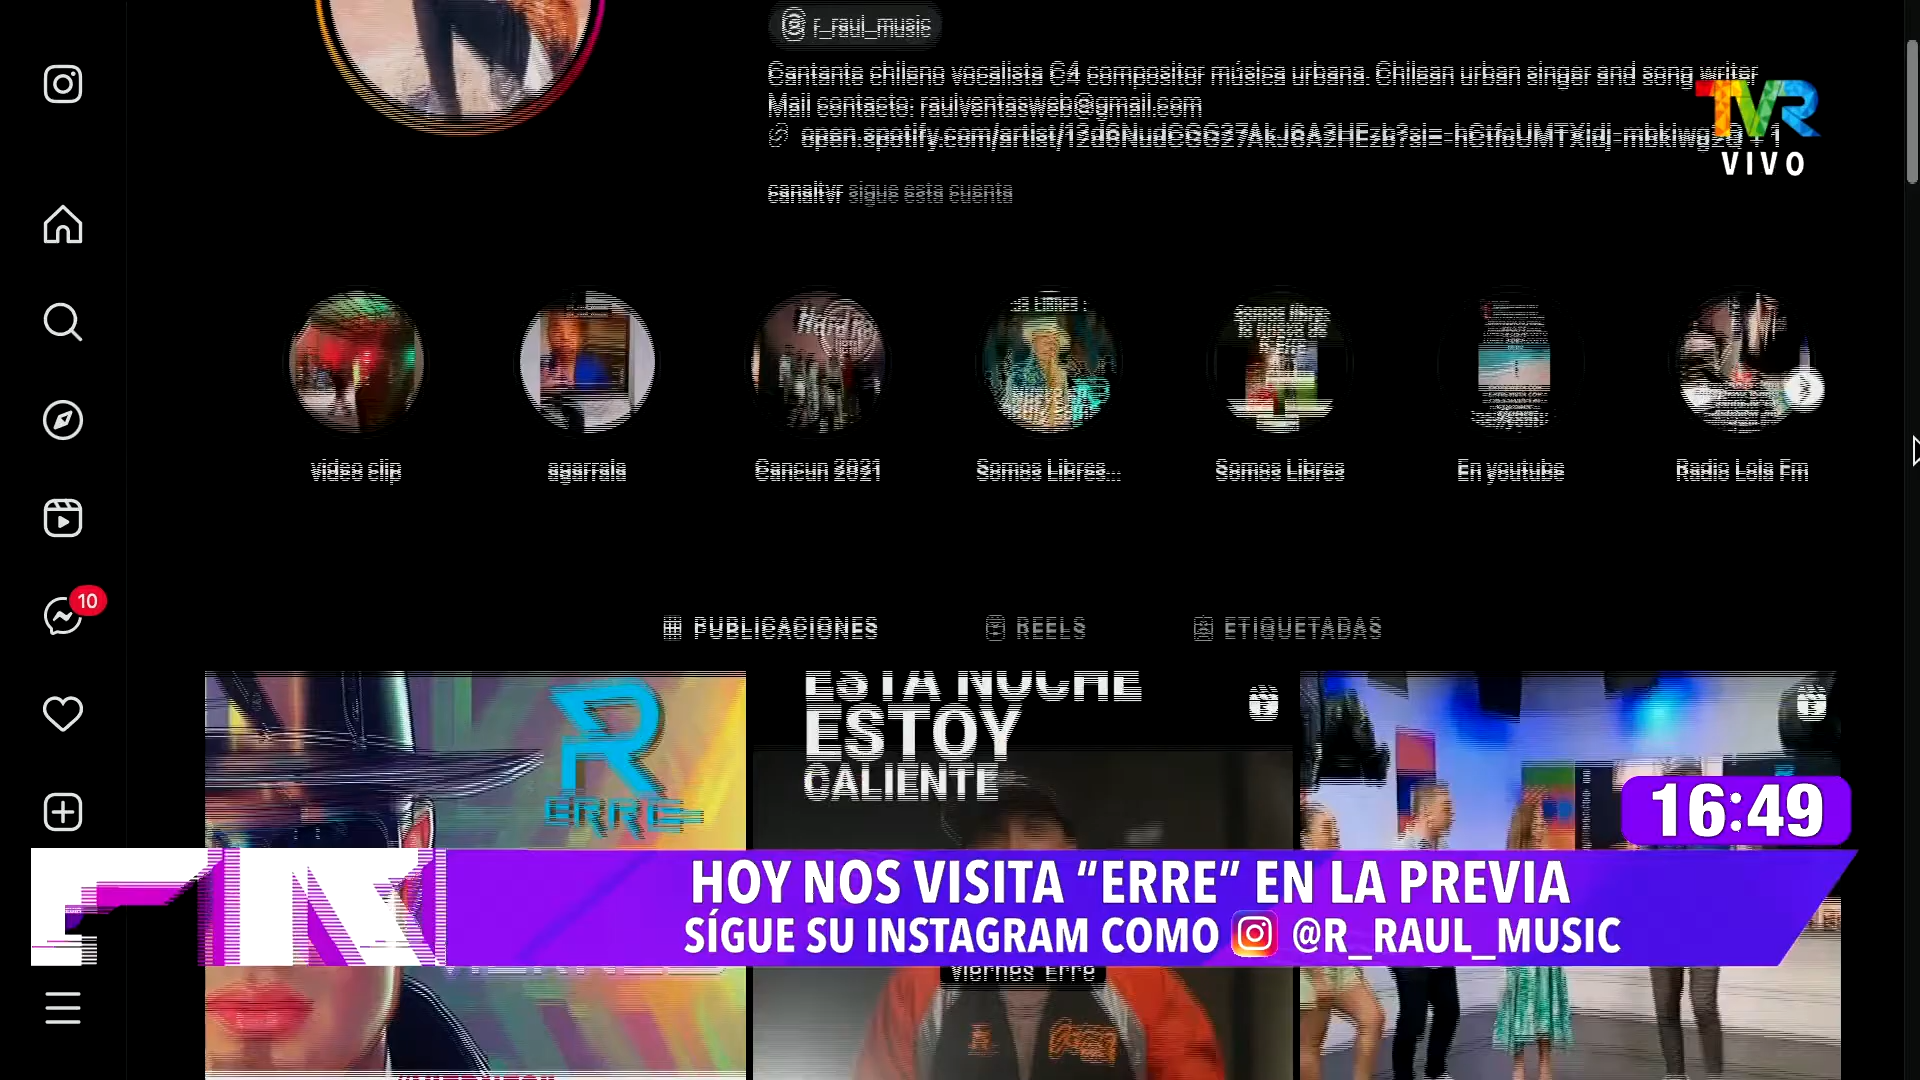 r_raul_music
Cantante chileno vocalista C4 compositor música urbana. Chilean urban singer and song writer
Mail contacto: raulventasweb@gmail.com
TVR
VIVO
canaltvr sigue esta cuenta
video clip
agarrala
Cancun 2021
Somos Libres...
Somos Libres
En youtube
Radio Lola Fm
10
PUBLICACIONES
REELS
ETIQUETADAS
R
ERRE
ESTA NOCHE
ESTOY
CALIENTE
16:49
HOY NOS VISITA “ERRE” EN LA PREVIA
SÍGUE SU INSTAGRAM COMO @R_RAUL_MUSIC
viernes Erre